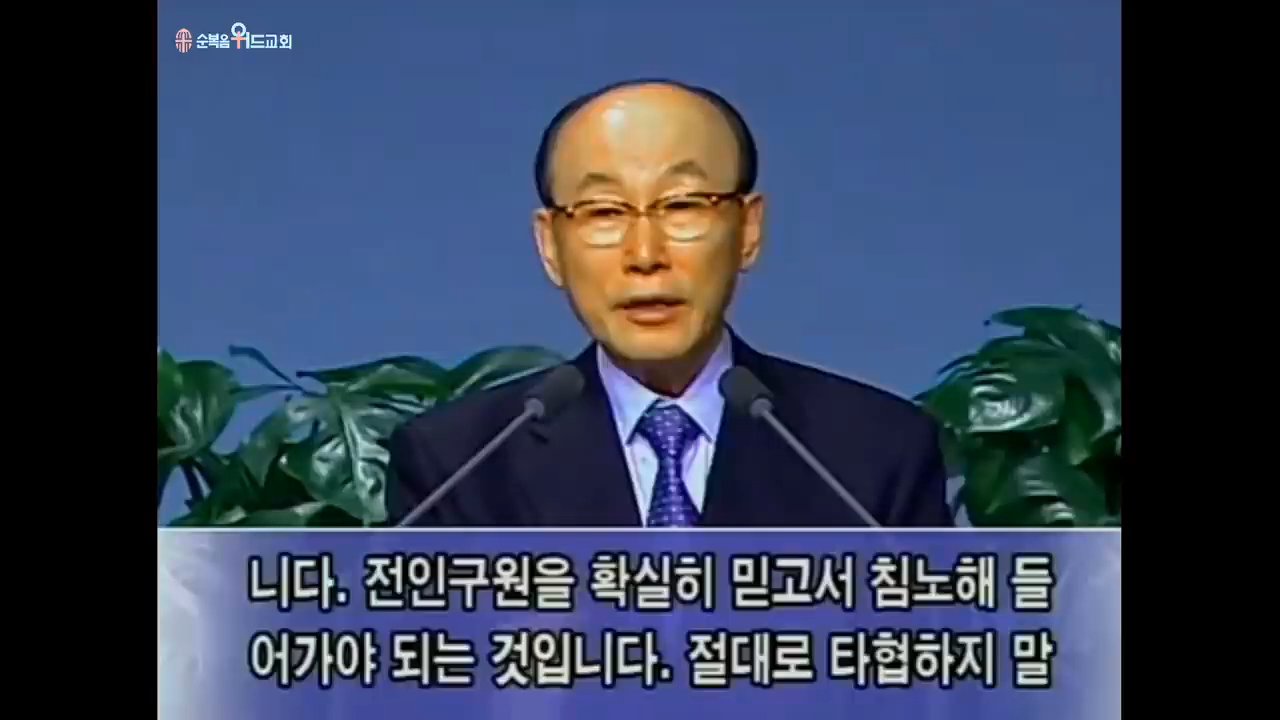 순복음워드교회
니다. 전인구원을 확실히 믿고서 침노해 들
어가야 되는 것입니다. 절대로 타협하지 말